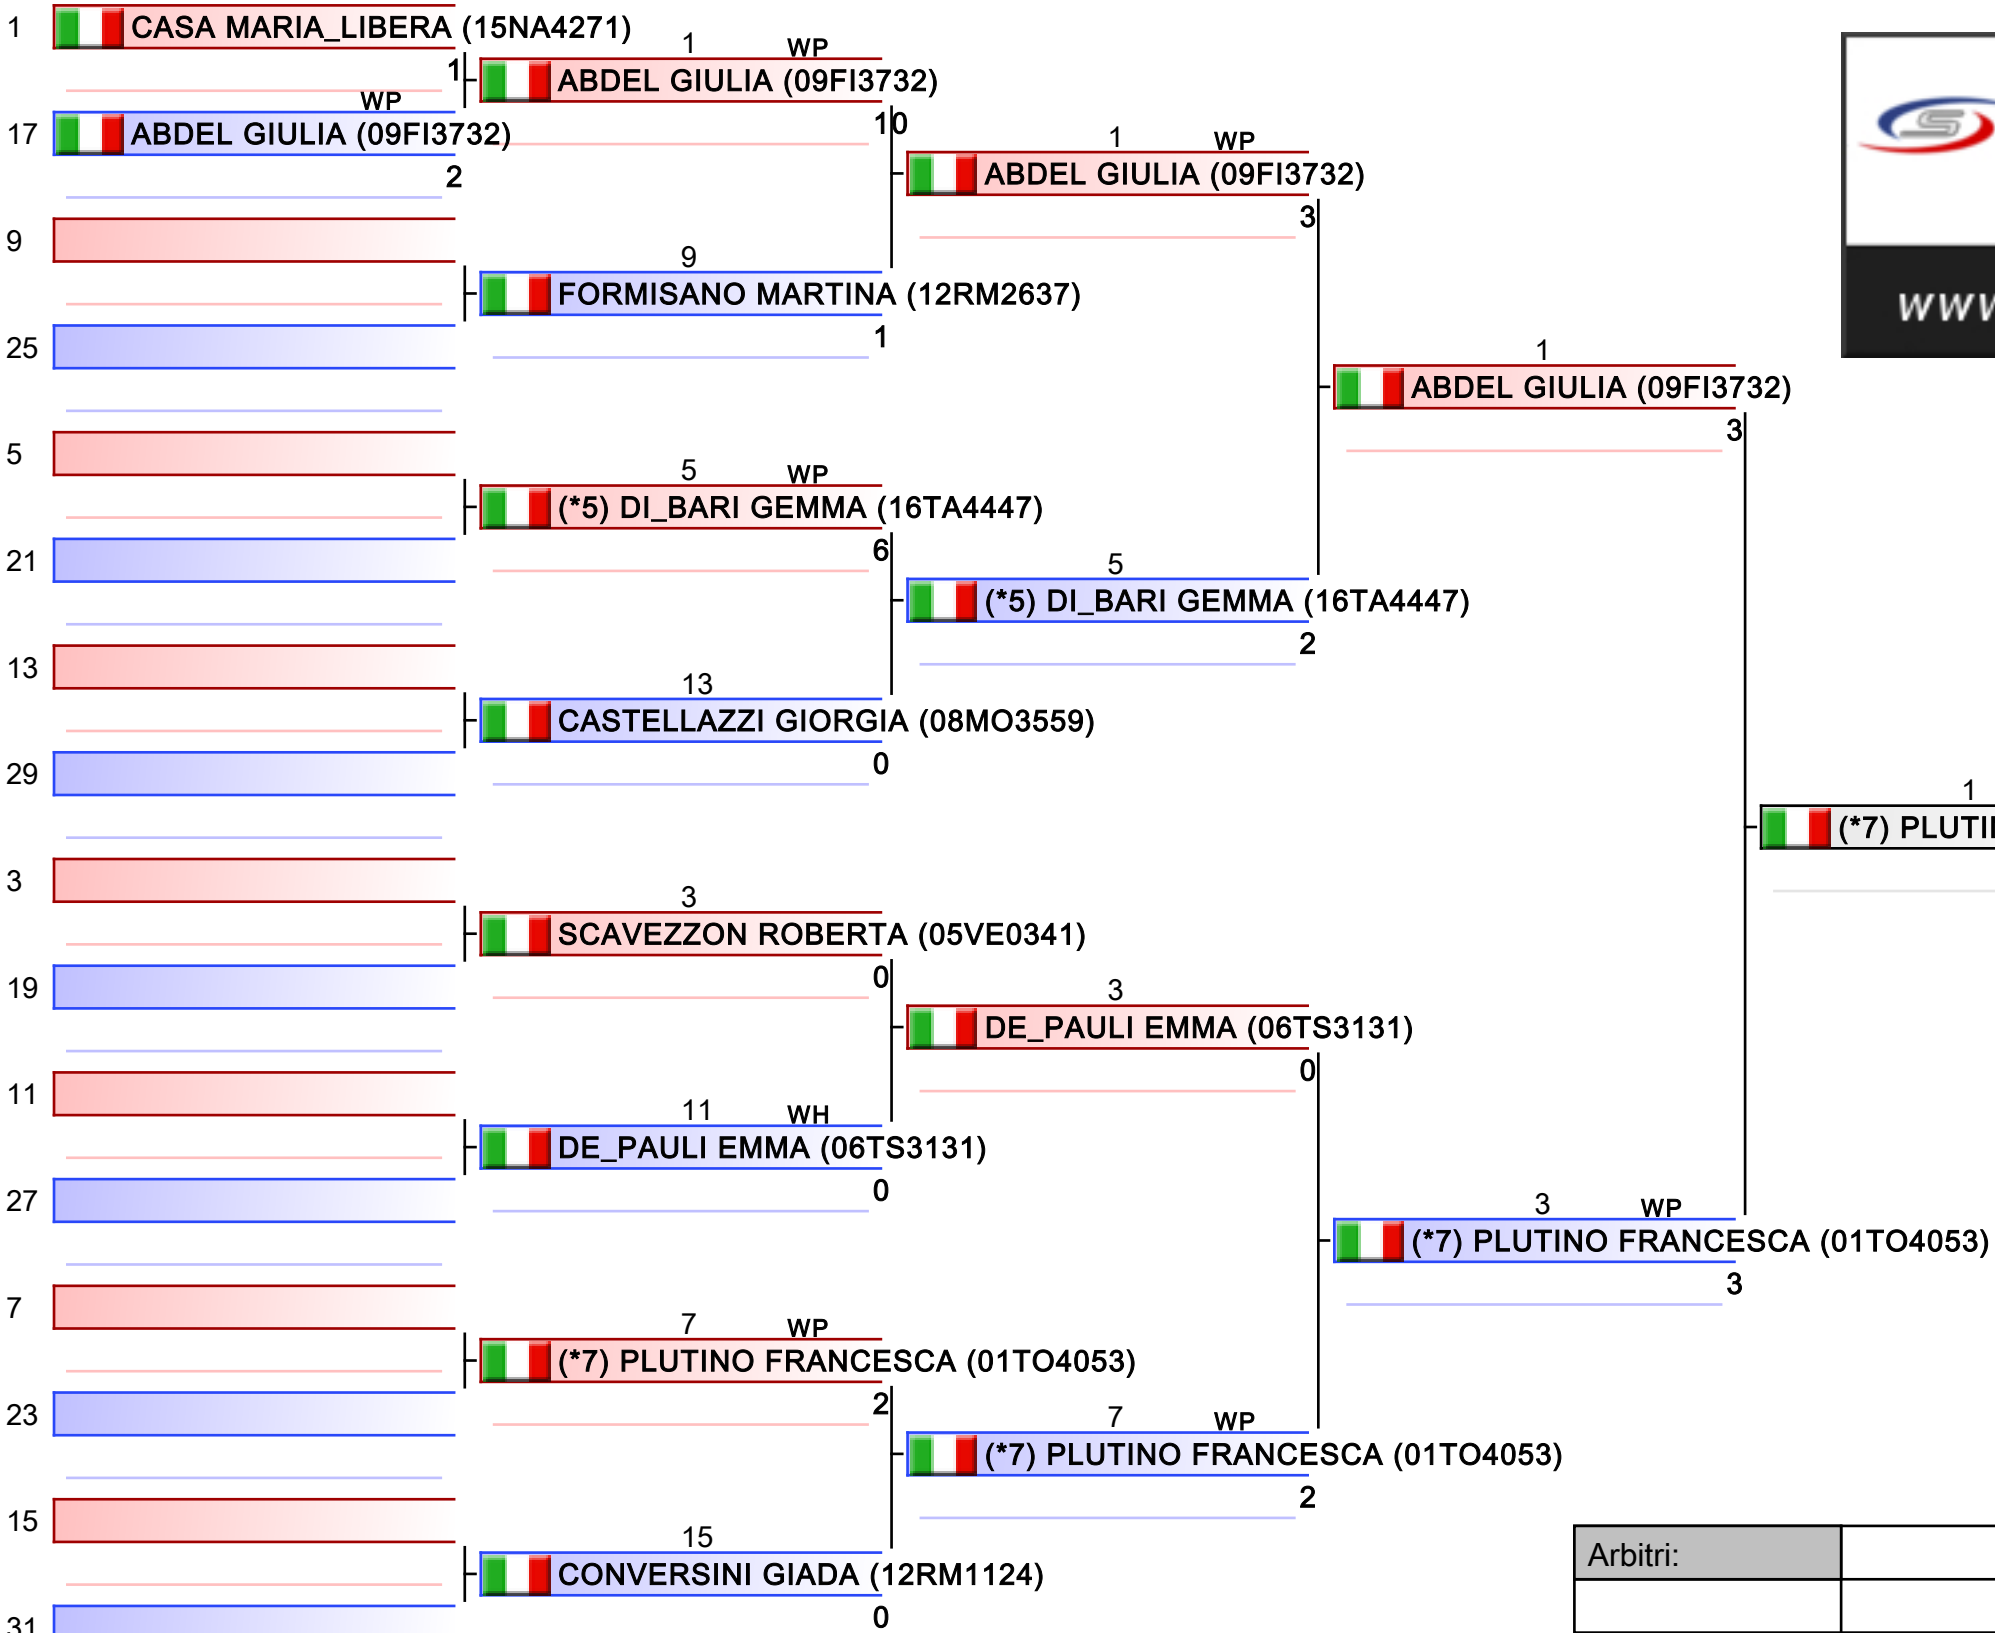 1 CASA MARIA_LIBERA (15NA4271)
1
WP
17 ABDEL GIULIA (09FI3732)
2
9
25
5
21
13
29
3
19
11
27
7
23
15
31
1 WP
ABDEL GIULIA (09FI3732)
10
9
FORMISANO MARTINA (12RM2637)
1
5 WP
(*5) DI_BARI GEMMA (16TA4447)
6
13
CASTELLAZZI GIORGIA (08MO3559)
0
3
SCAVEZZON ROBERTA (05VE0341)
0
11 WH
DE_PAULI EMMA (06TS3131)
0
7 WP
(*7) PLUTINO FRANCESCA (01TO4053)
2
15
CONVERSINI GIADA (12RM1124)
0
1 WP
ABDEL GIULIA (09FI3732)
3
5
(*5) DI_BARI GEMMA (16TA4447)
2
3
DE_PAULI EMMA (06TS3131)
0
7 WP
(*7) PLUTINO FRANCESCA (01TO4053)
2
1
ABDEL GIULIA (09FI3732)
3
3 WP
(*7) PLUTINO FRANCESCA (01TO4053)
3
1
(*7)
Arbitri: